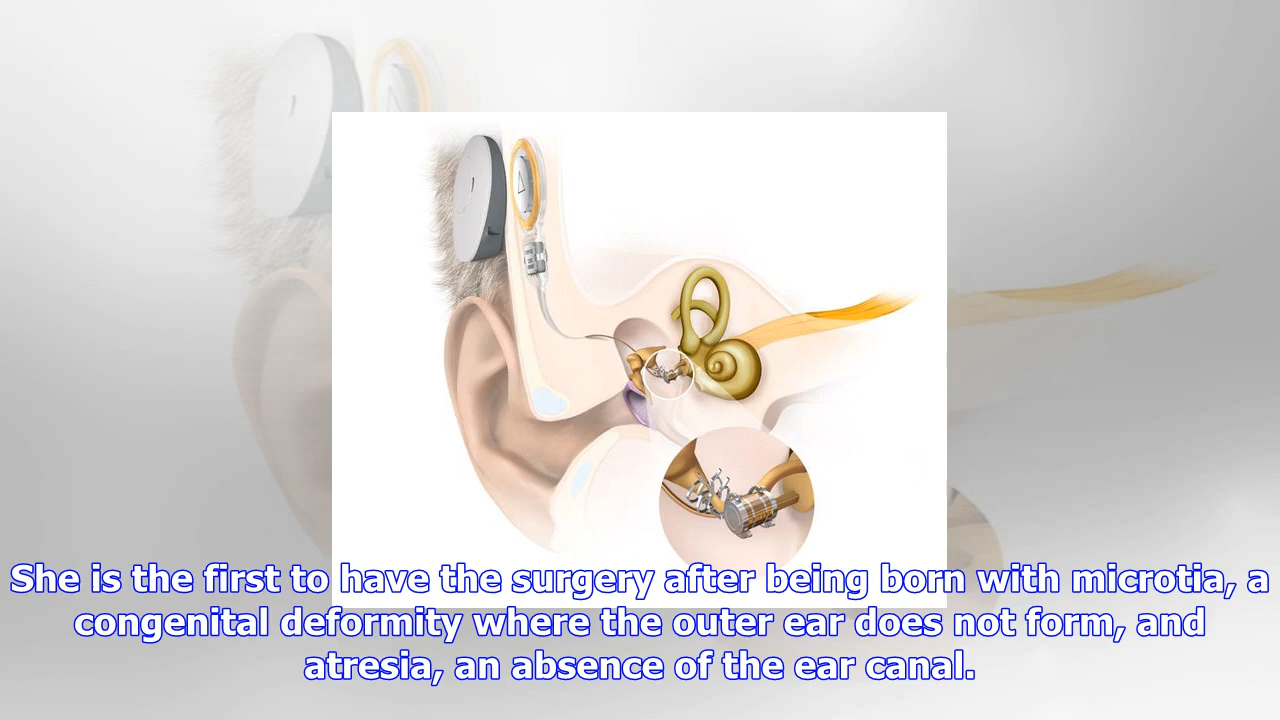 She is the first to have the surgery after being born with microtia, a
congenital deformity where the outer ear does not form, and
atresia, an absence of the ear canal.